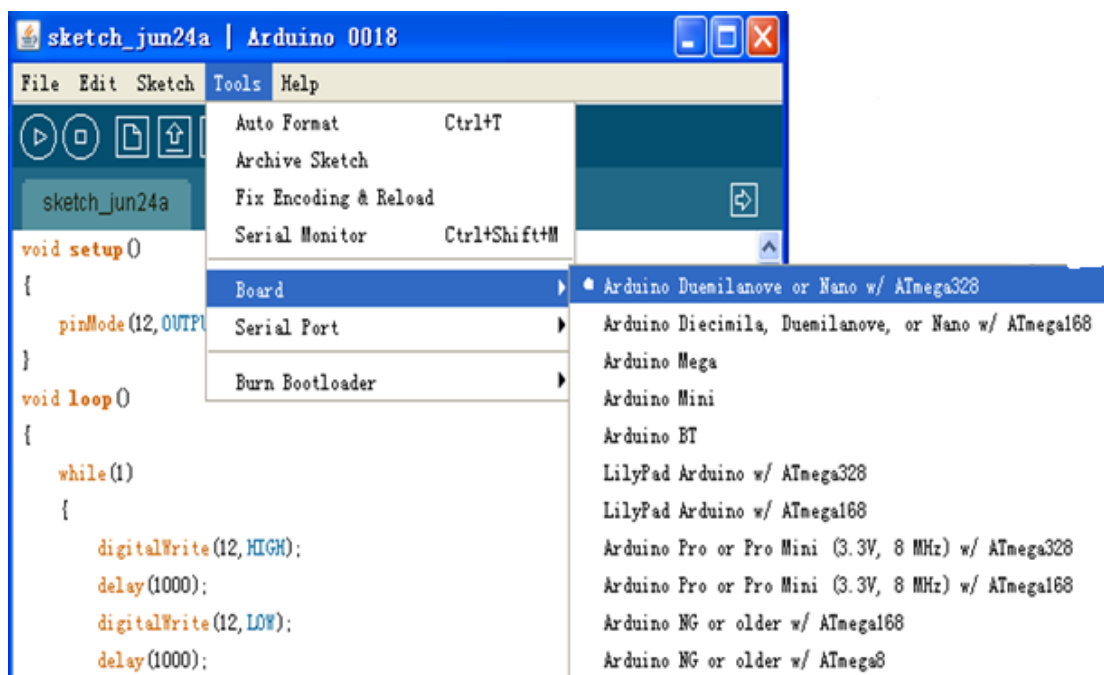 sketch_jun24a | Arduino 0018
File Edit Sketch Tools Help
Auto Format Ctrl+T
Archive Sketch
Fix Encoding & Reload
Serial Monitor Ctrl+Shift+M
Board
Serial Port
Burn Bootloader
Arduino Duemilanove or Nano w/ ATmega328
Arduino Diecimila, Duemilanove, or Nano w/ ATmega168
Arduino Mega
Arduino Mini
Arduino BT
LilyPad Arduino w/ ATmega328
LilyPad Arduino w/ ATmega168
Arduino Pro or Pro Mini (3.3V, 8 MHz) w/ ATmega328
Arduino Pro or Pro Mini (3.3V, 8 MHz) w/ ATmega168
Arduino NG or older w/ ATmega168
Arduino NG or older w/ ATmega8
sketch_jun24a
void setup()
{
pinMode(12,OUTPU
}
void loop()
{
while(1)
{
digitalWrite(12,HIGH);
delay(1000);
digitalWrite(12,LOW);
delay(1000);